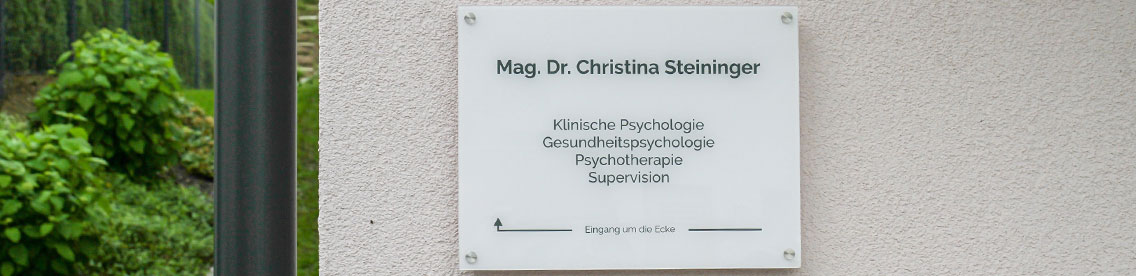 Mag. Dr. Christina Steininger
Klinische Psychologie
Gesundheitspsychologie
Psychotherapie
Supervision
Eingang um die Ecke